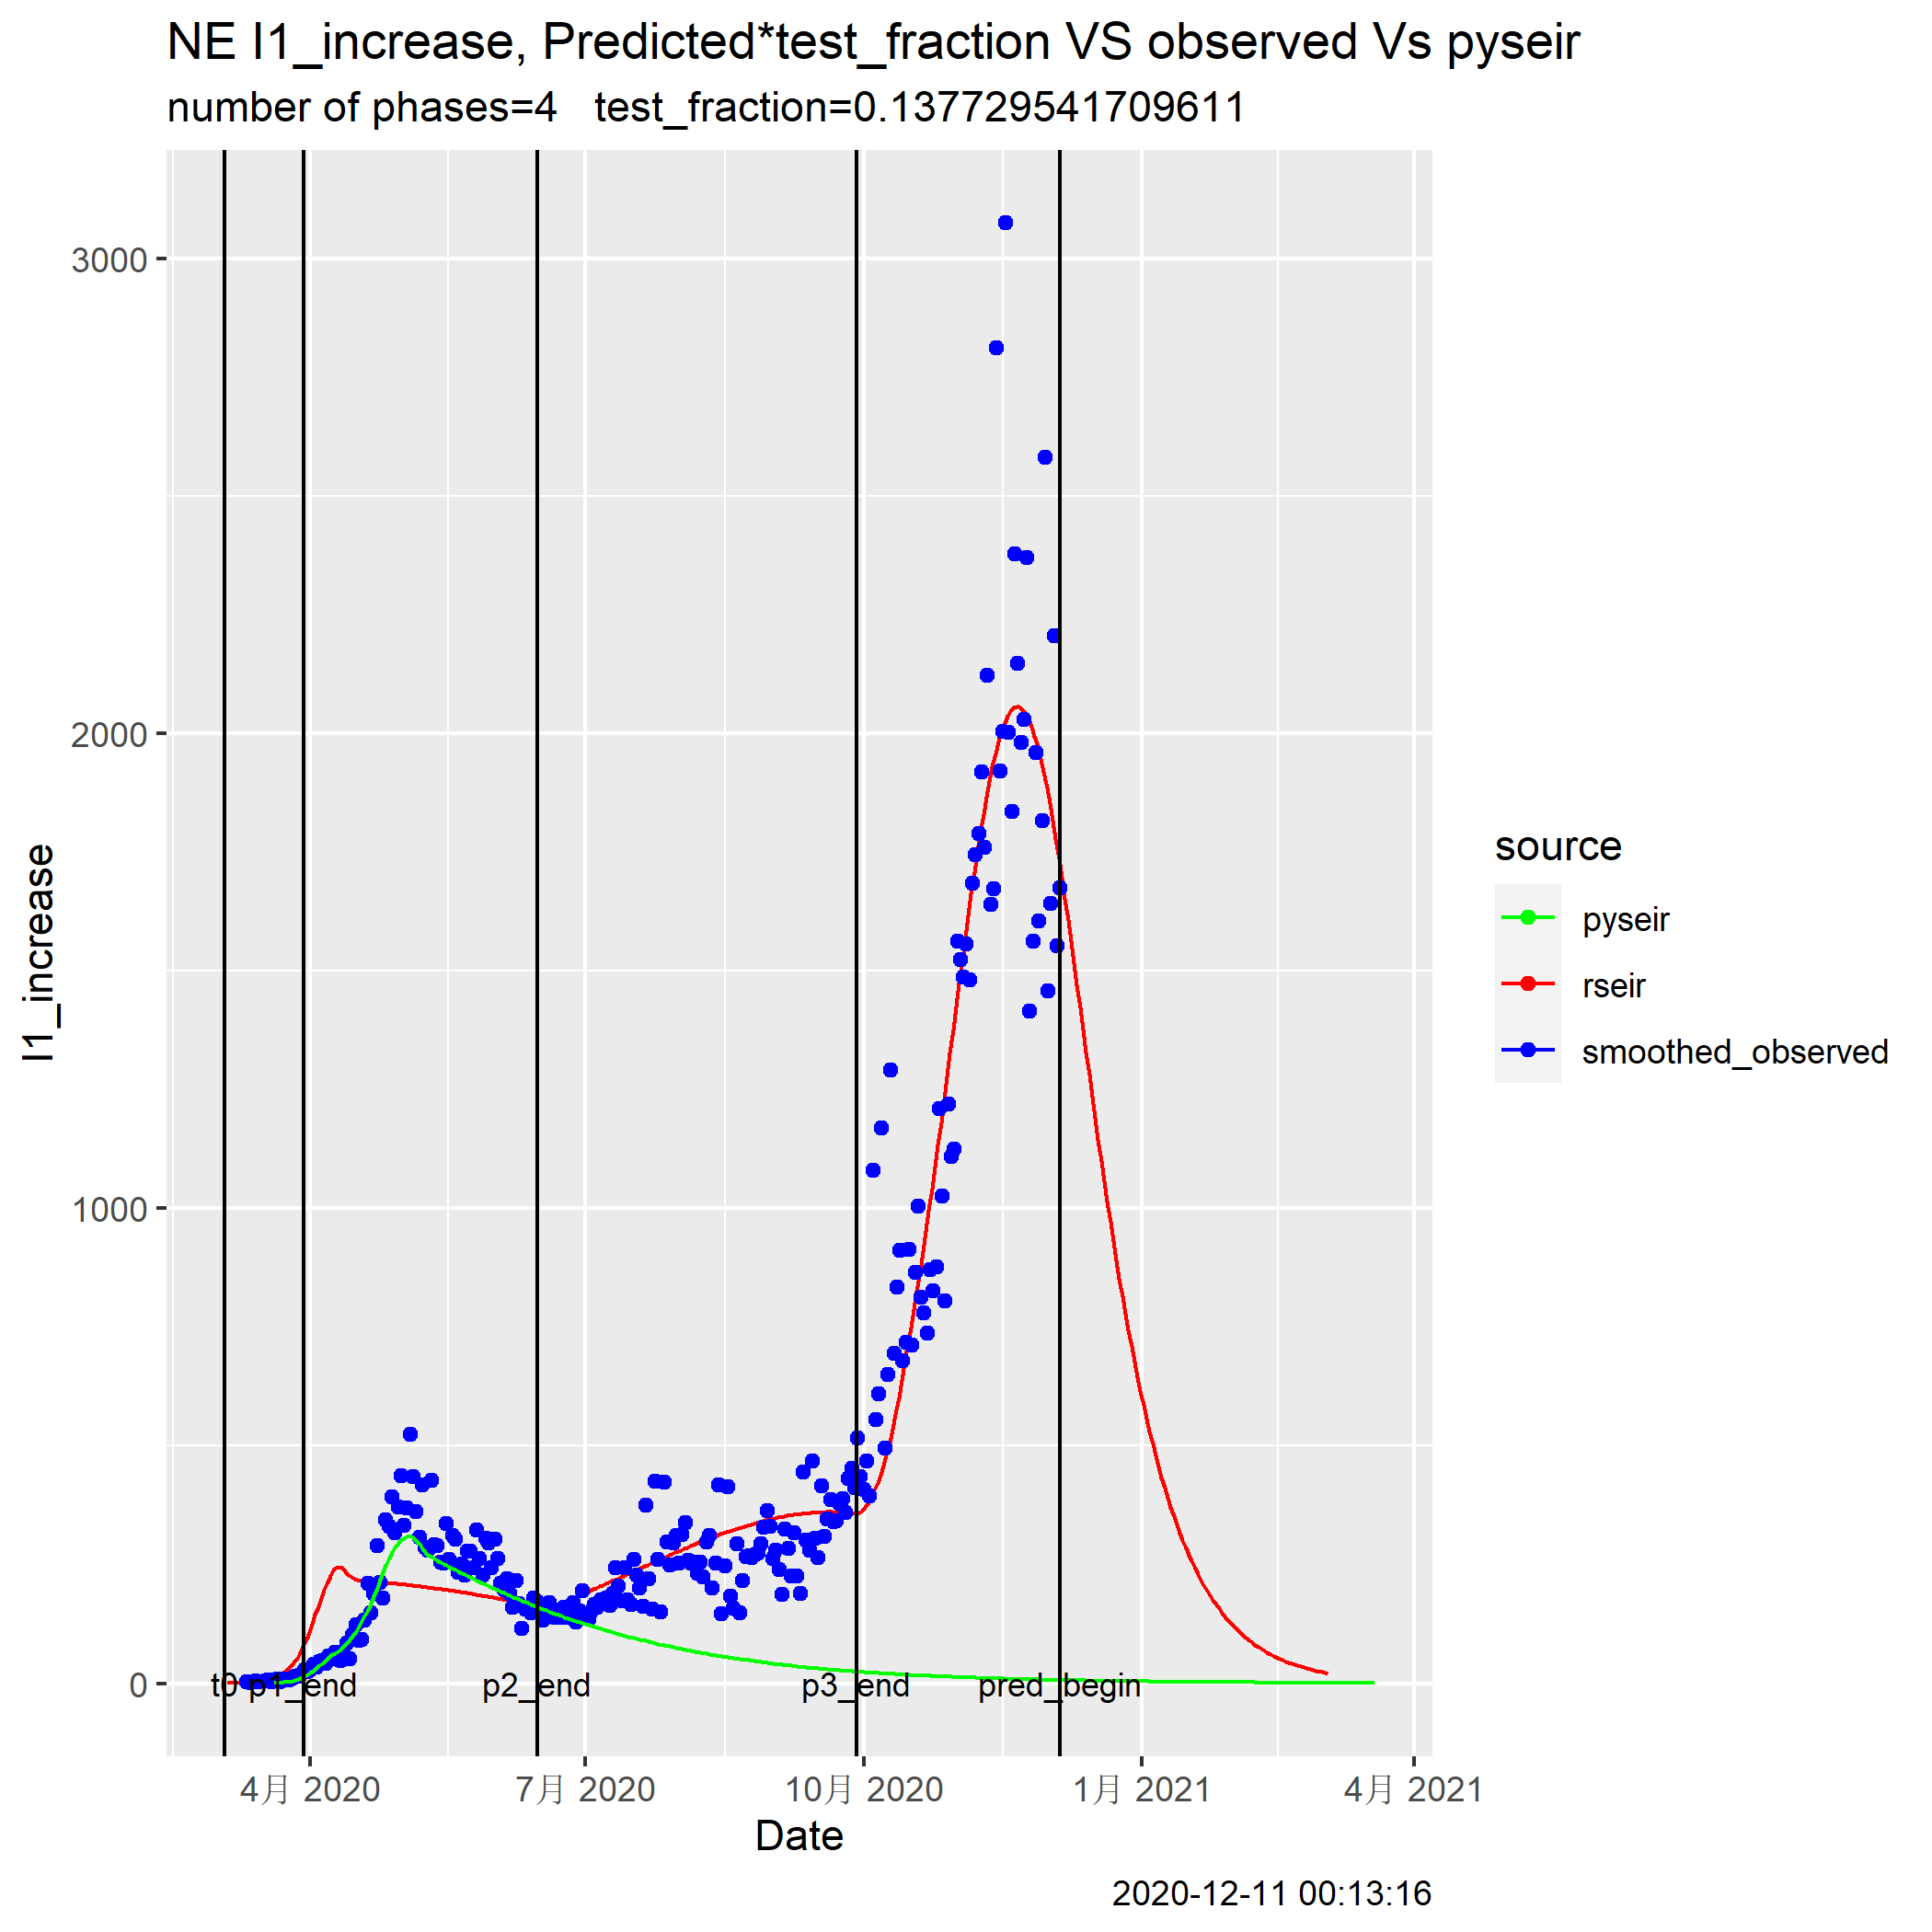 NE I1_increase, Predicted*test_fraction VS observed Vs pyseir
number of phases=4 test_fraction=0.137729541709611
3000
2000
1000
0
I1_increase
t0 p1_end p2_end p3_end pred_begin
4月 2020 7月 2020 10月 2020 1月 2021 4月 2021
Date
source
pyseir
rseir
smoothed_observed
2020-12-11 00:13:16